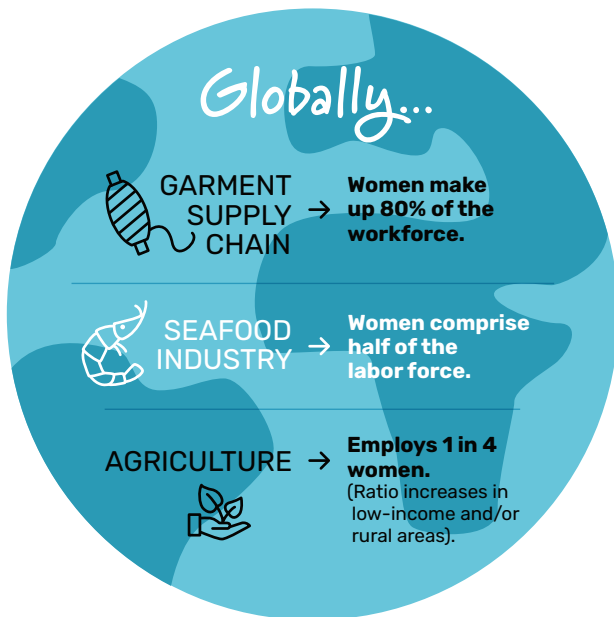 Globally...
GARMENT
SUPPLY
CHAIN
→ Women make
up 80% of the
workforce.
SEAFOOD
INDUSTRY
→ Women comprise
half of the
labor force.
AGRICULTURE → Employs 1 in 4
women.
(Ratio increases in
low-income and/or
rural areas).